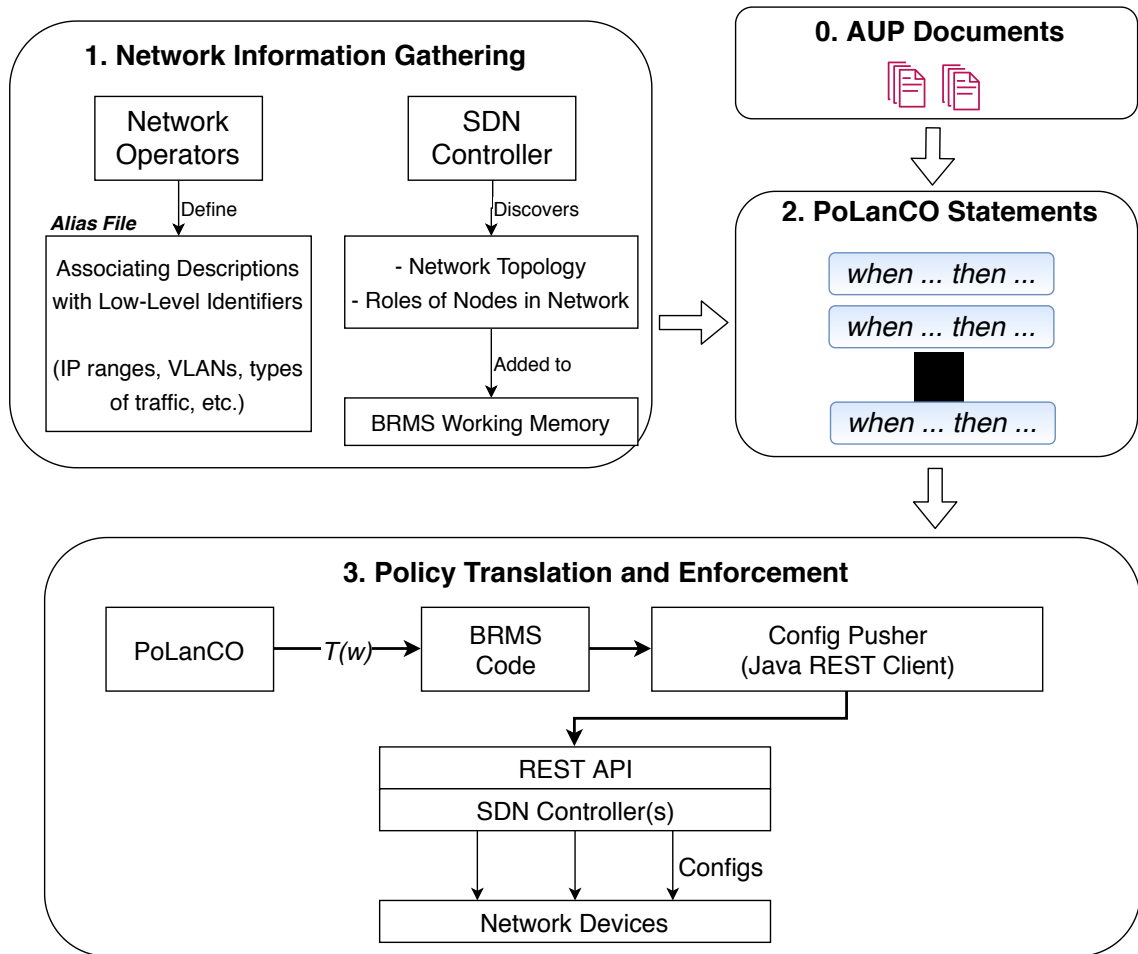 1. Network Information Gathering
Network
Operators
Define
Alias File
Associating Descriptions
with Low-Level Identifiers
(IP ranges, VLANs, types
of traffic, etc.)
SDN
Controller
Discovers
- Network Topology
- Roles of Nodes in Network
Added to
BRMS Working Memory
0. AUP Documents
2. PoLanCO Statements
when ... then ...
when ... then ...
when ... then ...
3. Policy Translation and Enforcement
PoLanCO
T(w)
BRMS
Code
Config Pusher
(Java REST Client)
REST API
SDN Controller(s)
Configs
Network Devices